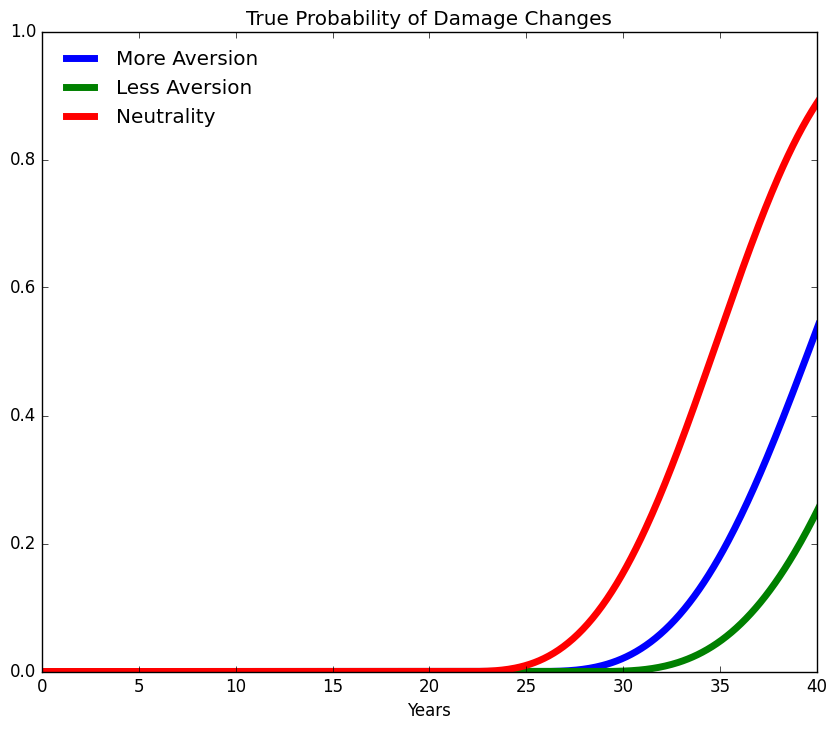 True Probability of Damage Changes
1.0
More Aversion
Less Aversion
Neutrality
0.8
0.6
0.4
0.2
0.0
0 5 10 15 20 25 30 35 40
Years